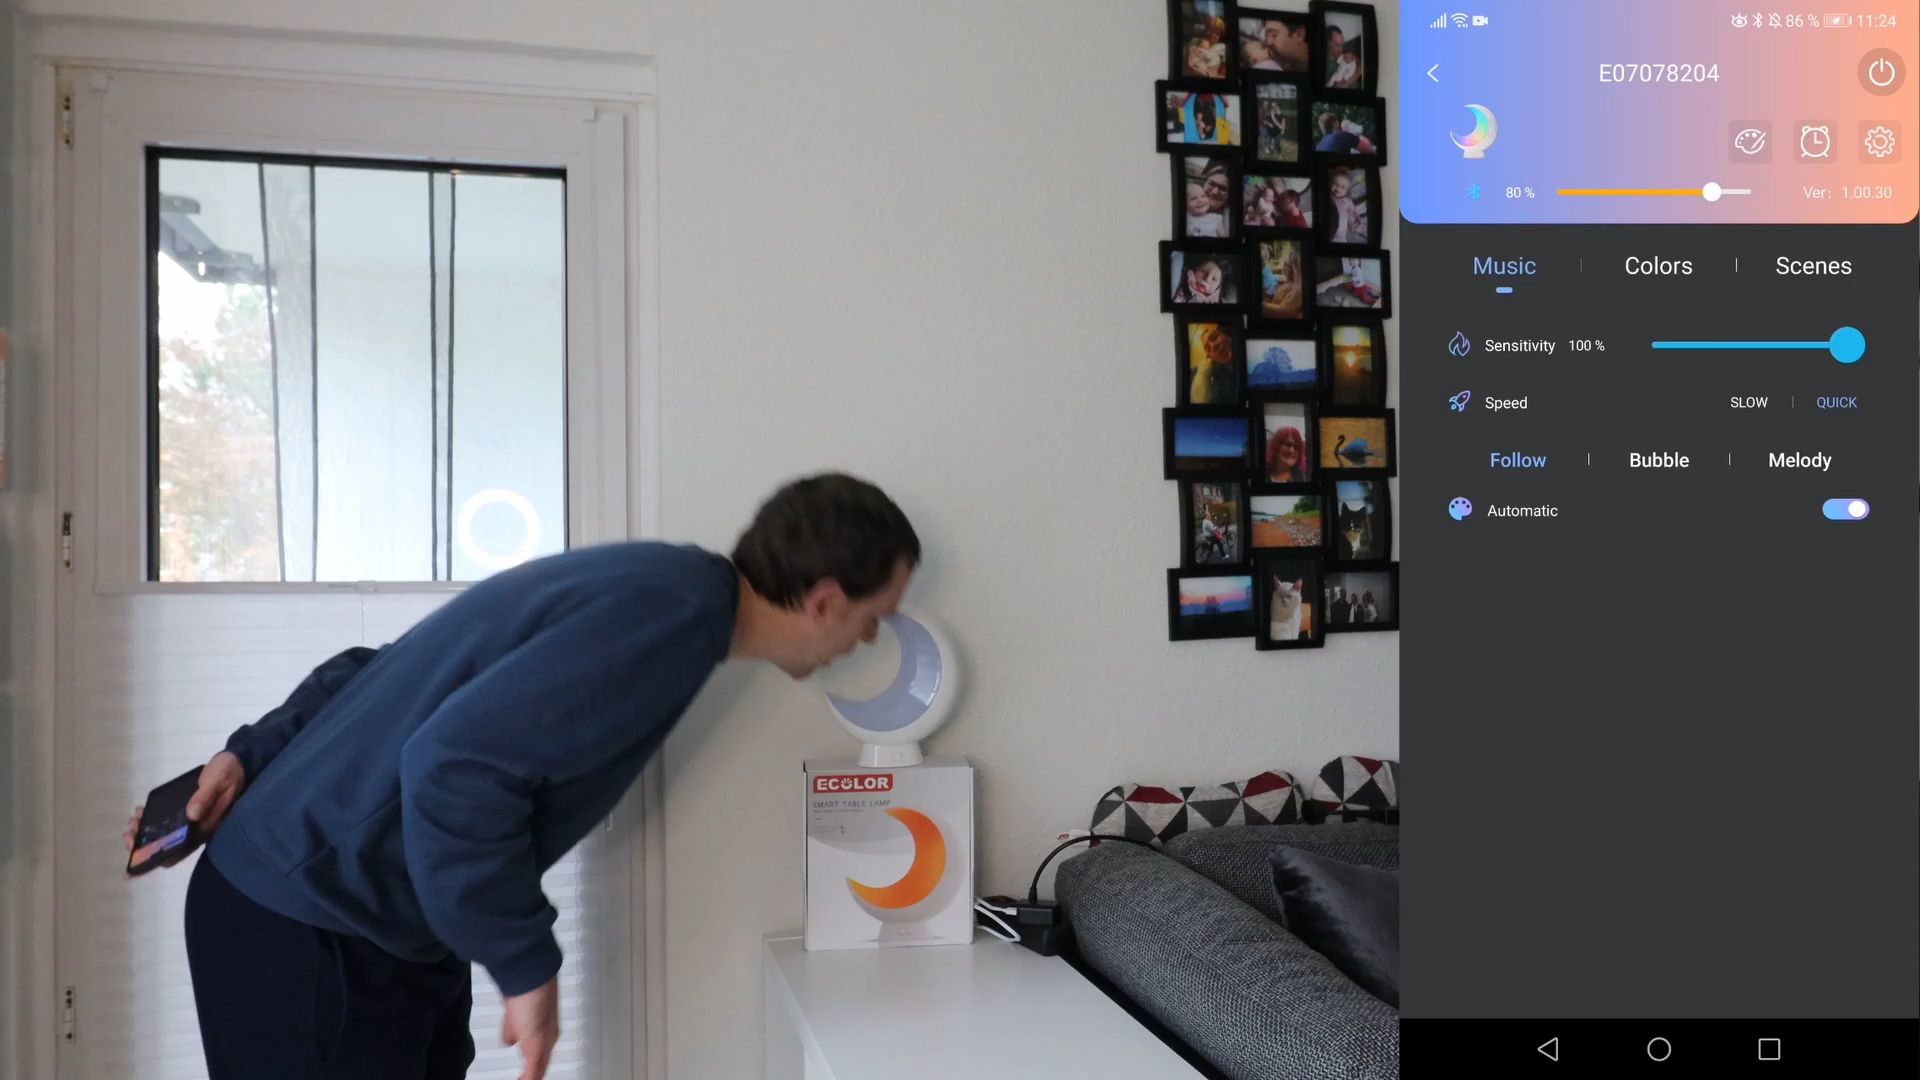 86 % 11:24
E07078204
80 % Ver: 1.00.30
Music Colors Scenes
Sensitivity 100 %
Speed SLOW QUICK
Follow Bubble Melody
Automatic
ECOLOR
SMART TABLE LAMP